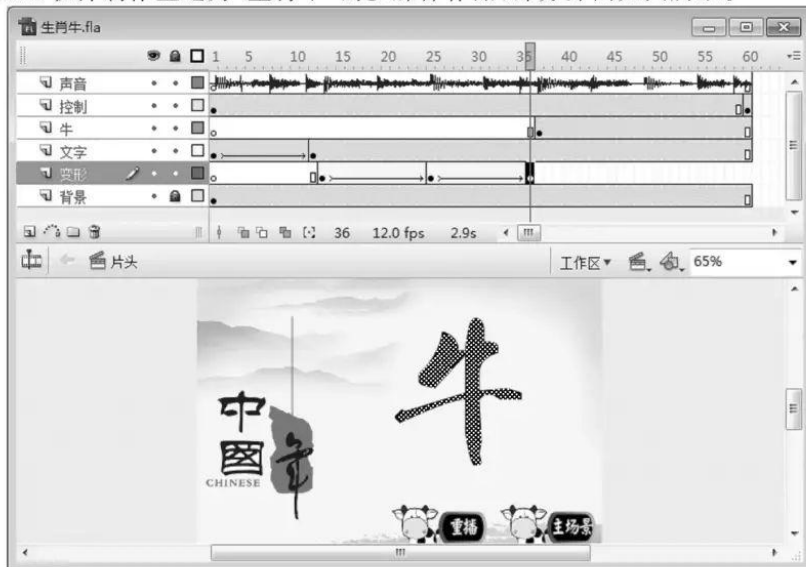 生肖牛.fla
1 5 10 15 20 25 30 35 40 45 50 55 60
声音
控制
牛
文字
变形
背景
36 12.0 fps 2.9s
片头 工作区 65%
牛
中
國 年
CHINESE
重播 主场景